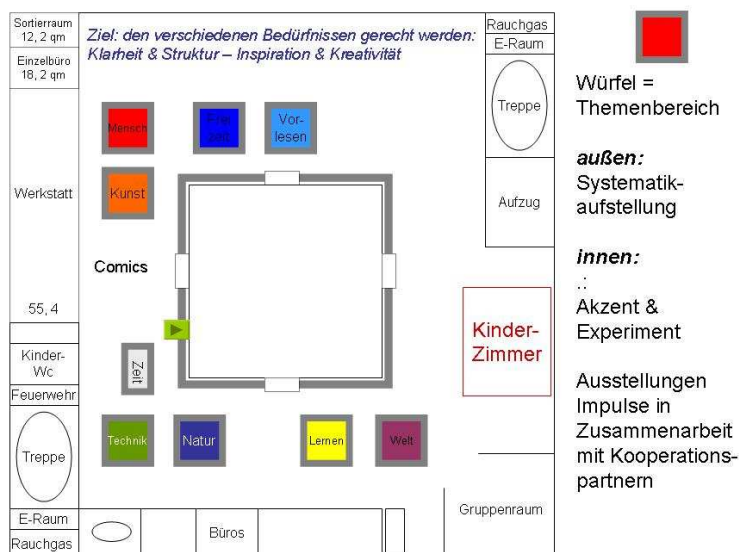 Sortierraum
12, 2 qm
Einzelbüro
18, 2 qm
Ziel: den verschiedenen Bedürfnissen gerecht werden:
Klarheit & Struktur – Inspiration & Kreativität
Rauchgas
E-Raum
Treppe
Aufzug
Mensch
Frei
zeit
Vor-
lesen
Kunst
Werkstatt
Comics
55, 4
Kinder-
Wc
Feuerwehr
Treppe
E-Raum
Rauchgas
Zeit
Technik
Natur
Lernen
Welt
Kinder-
Zimmer
Büros
Gruppenraum
Würfel =
Themenbereich
außen:
Systematik-
aufstellung
innen:
.:
Akzent &
Experiment
Ausstellungen
Impulse in
Zusammenarbeit
mit Kooperations-
partnern